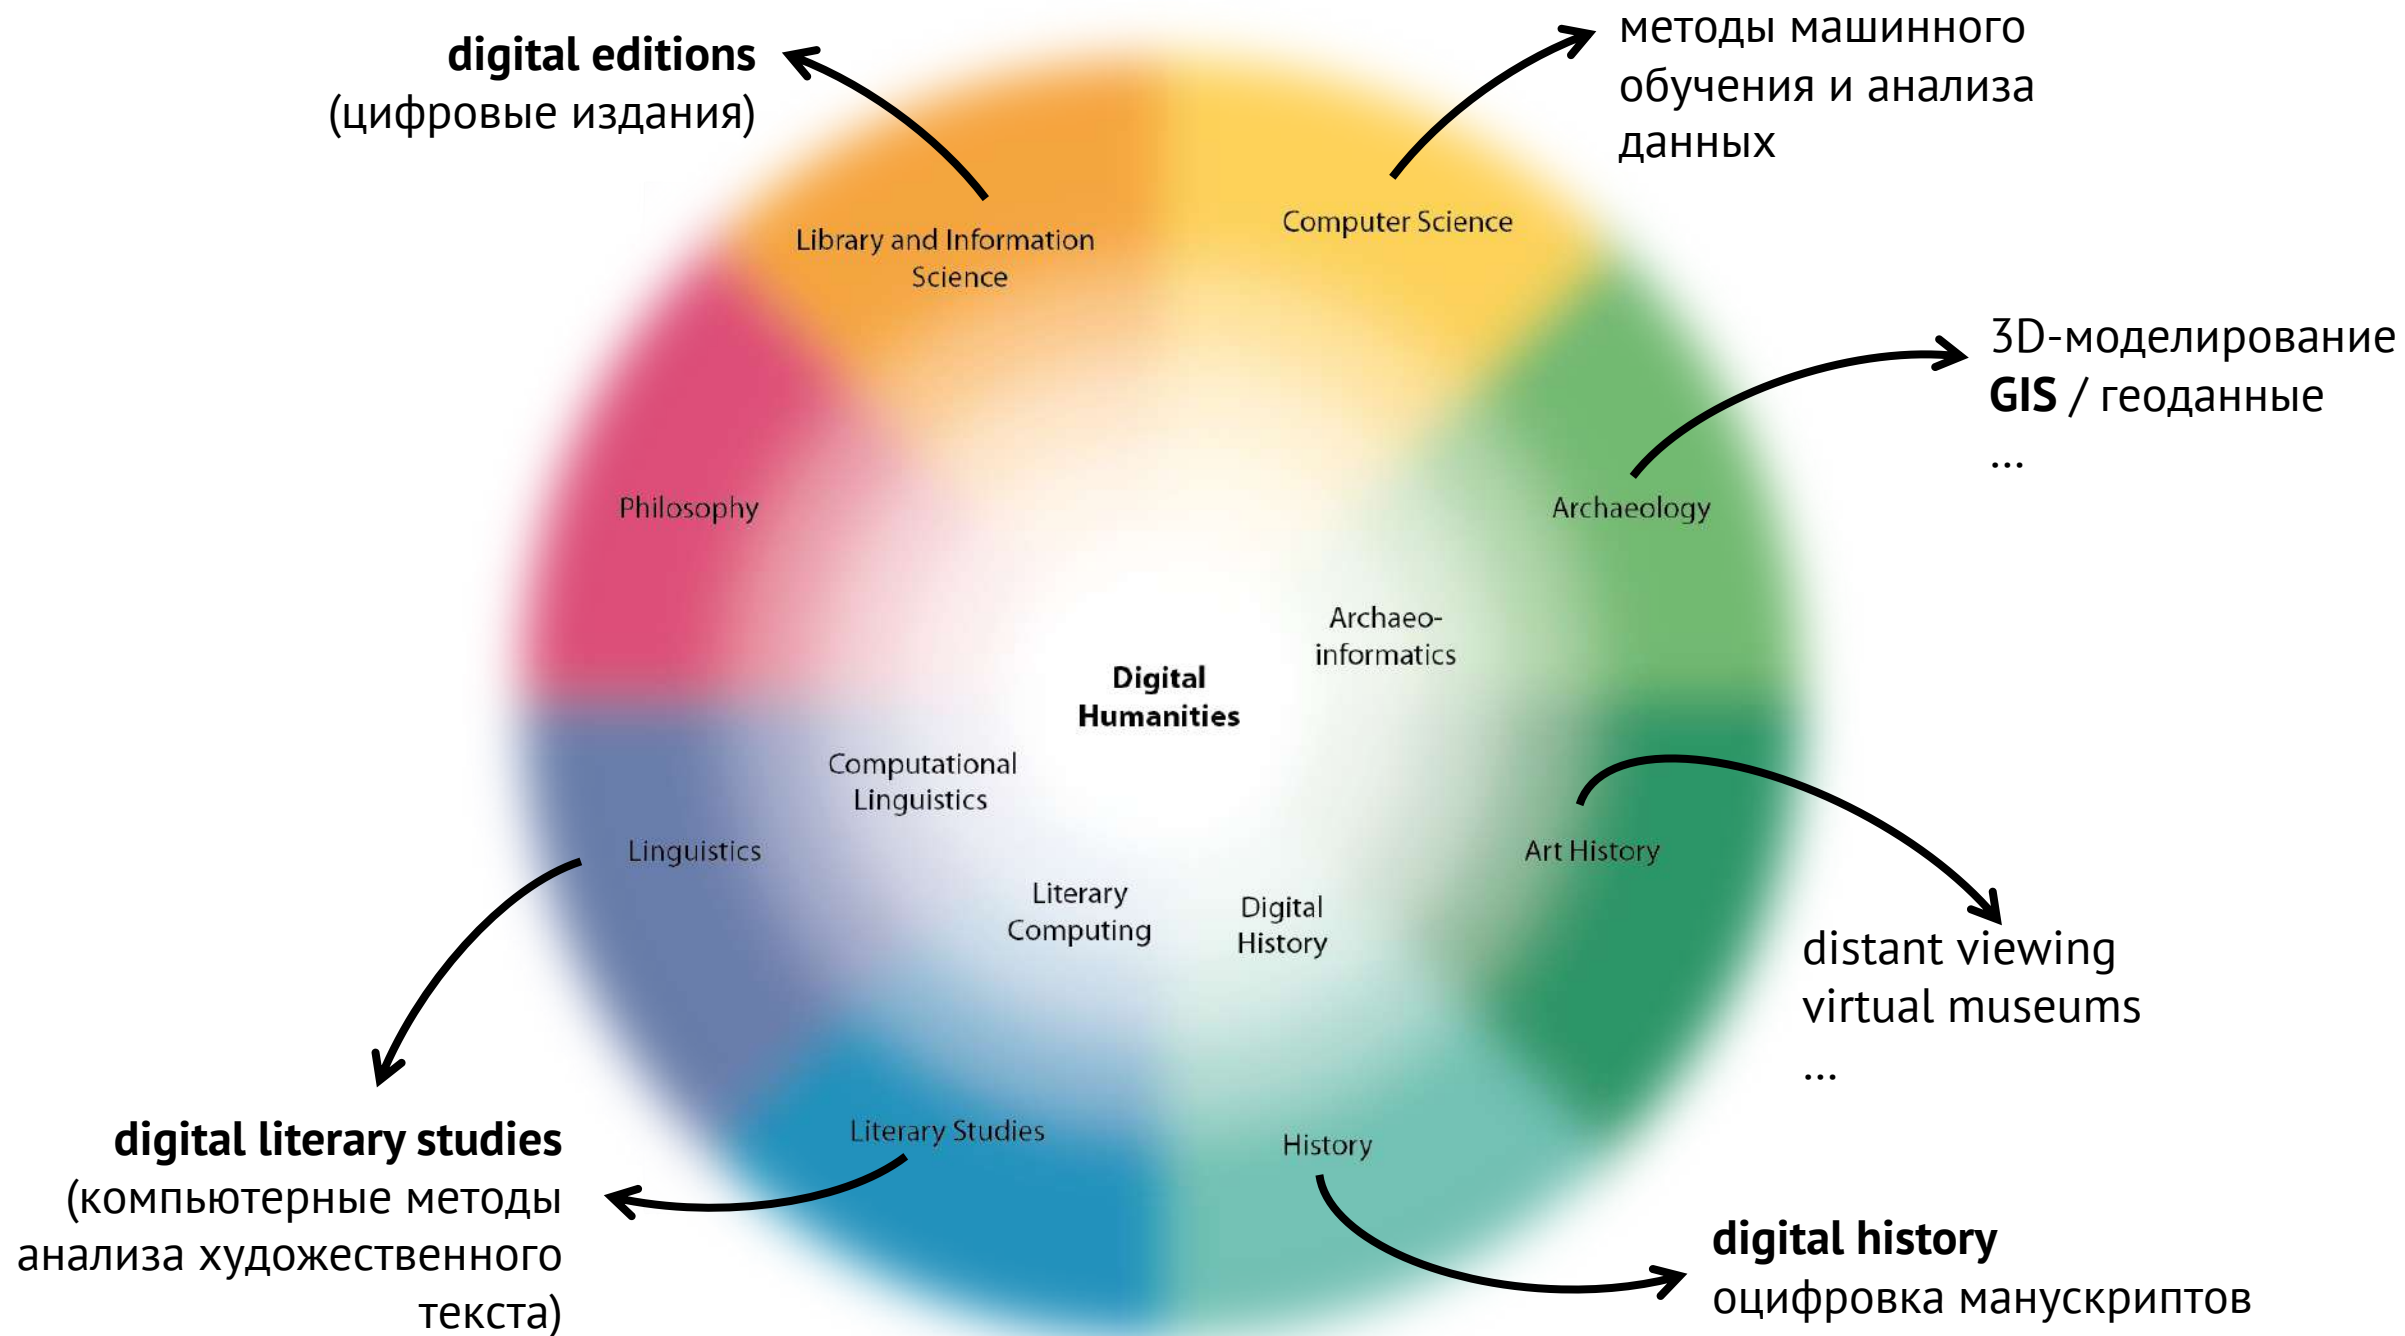 digital editions
(цифровые издания)
методы машинного
обучения и анализа
данных
Library and Information
Science
Computer Science
3D-моделирование
GIS / геоданные
...
Philosophy
Archaeology
Archaeo-
informatics
Digital
Humanities
Computational
Linguistics
Linguistics
Art History
Literary
Computing
Digital
History
distant viewing
virtual museums
...
digital literary studies
(компьютерные методы
анализа художественного
текста)
Literary Studies
History
digital history
оцифровка манускриптов